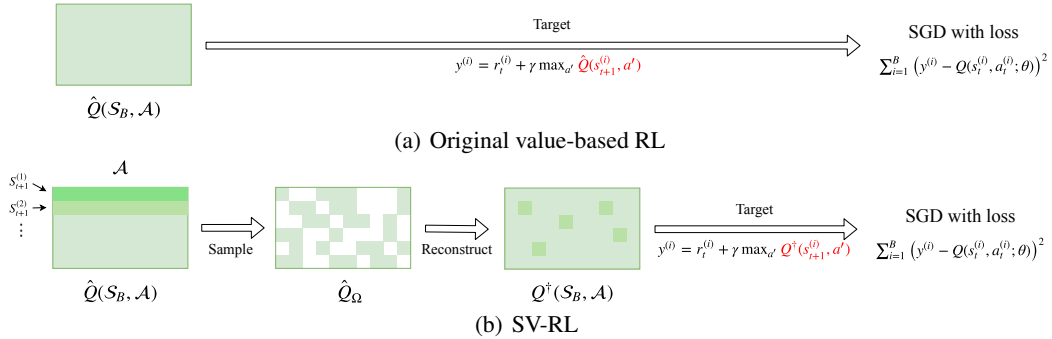 Target
SGD with loss
y^{(i)} = r_t^{(i)} + γ max_{a′} Q̂(s_{t+1}^{(i)}, a′)
∑_{i=1}^{B} (y^{(i)} − Q(s_t^{(i)}, a_t^{(i)}; θ))^2
Q̂(S_B, A)
(a) Original value-based RL
A
S_{t+1}^{(1)}
S_{t+1}^{(2)}
⋮
Sample
Reconstruct
Target
SGD with loss
y^{(i)} = r_t^{(i)} + γ max_{a′} Q^†(s_{t+1}^{(i)}, a′)
∑_{i=1}^{B} (y^{(i)} − Q(s_t^{(i)}, a_t^{(i)}; θ))^2
Q̂(S_B, A)
Q̂_Ω
Q^†(S_B, A)
(b) SV-RL